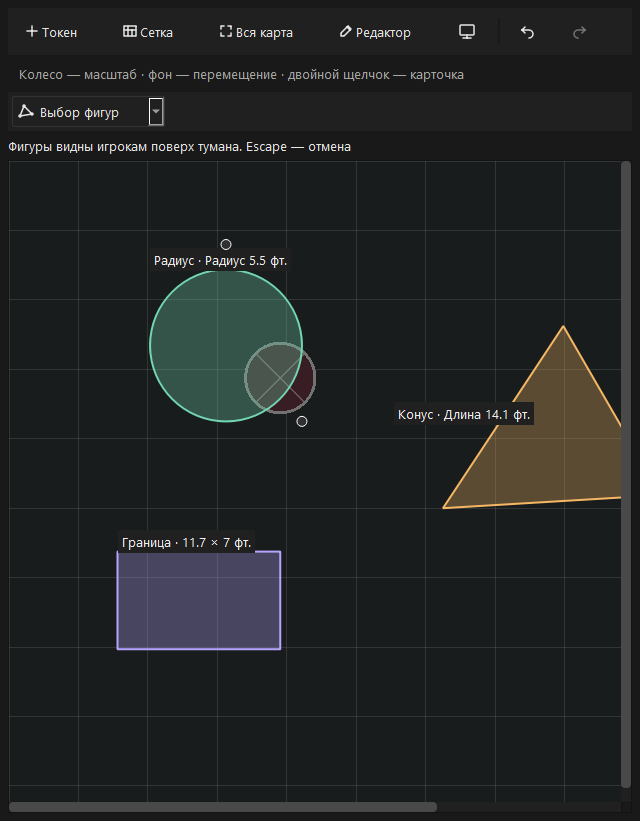 Токен Сетка Вся карта Редактор
Колесо — масштаб · фон — перемещение · двойной щелчок — карточка
Выбор фигур
Фигуры видны игрокам поверх тумана. Escape — отмена
Радиус · Радиус 5.5 фт.
Конус · Длина 14.1 фт.
Граница · 11.7 × 7 фт.